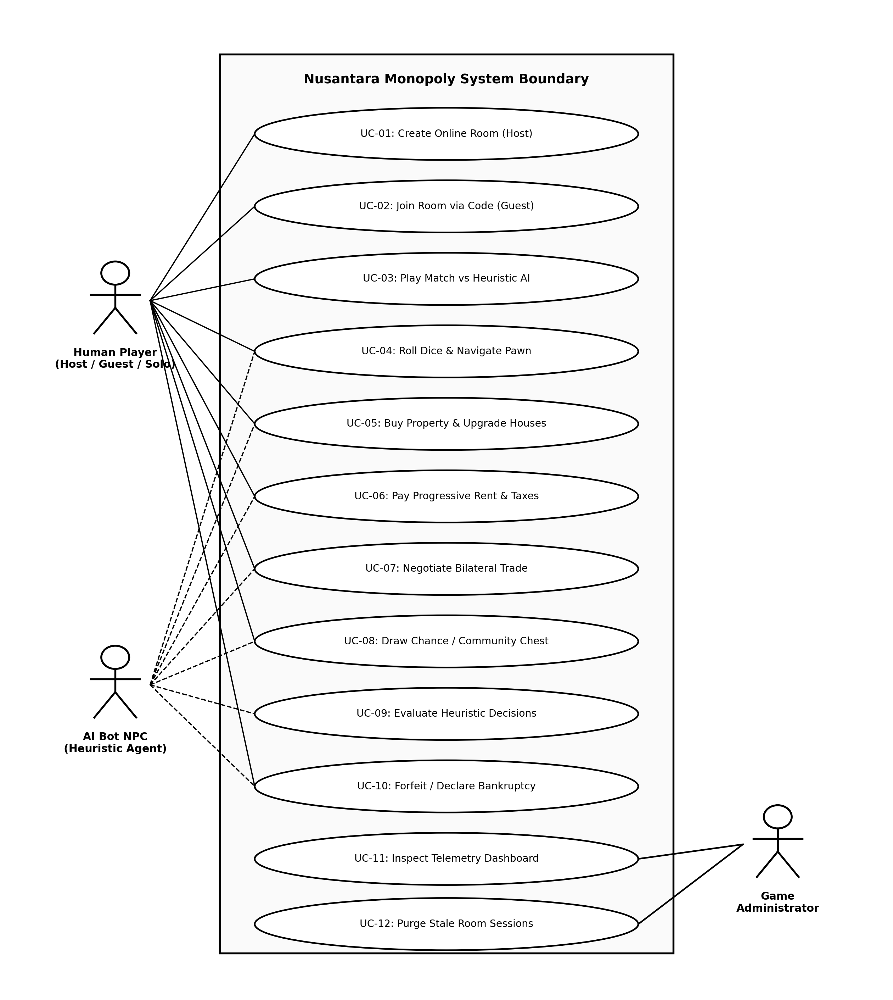 Nusantara Monopoly System Boundary
UC-01: Create Online Room (Host)
UC-02: Join Room via Code (Guest)
UC-03: Play Match vs Heuristic AI
Human Player
(Host / Guest / Solo)
UC-04: Roll Dice & Navigate Pawn
UC-05: Buy Property & Upgrade Houses
UC-06: Pay Progressive Rent & Taxes
UC-07: Negotiate Bilateral Trade
UC-08: Draw Chance / Community Chest
UC-09: Evaluate Heuristic Decisions
AI Bot NPC
(Heuristic Agent)
UC-10: Forfeit / Declare Bankruptcy
UC-11: Inspect Telemetry Dashboard
Game
Administrator
UC-12: Purge Stale Room Sessions